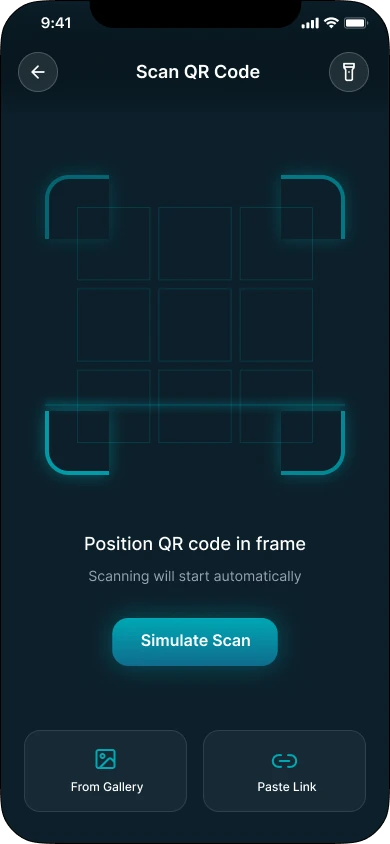 9:41
Scan QR Code
Position QR code in frame
Scanning will start automatically
Simulate Scan
From Gallery
Paste Link